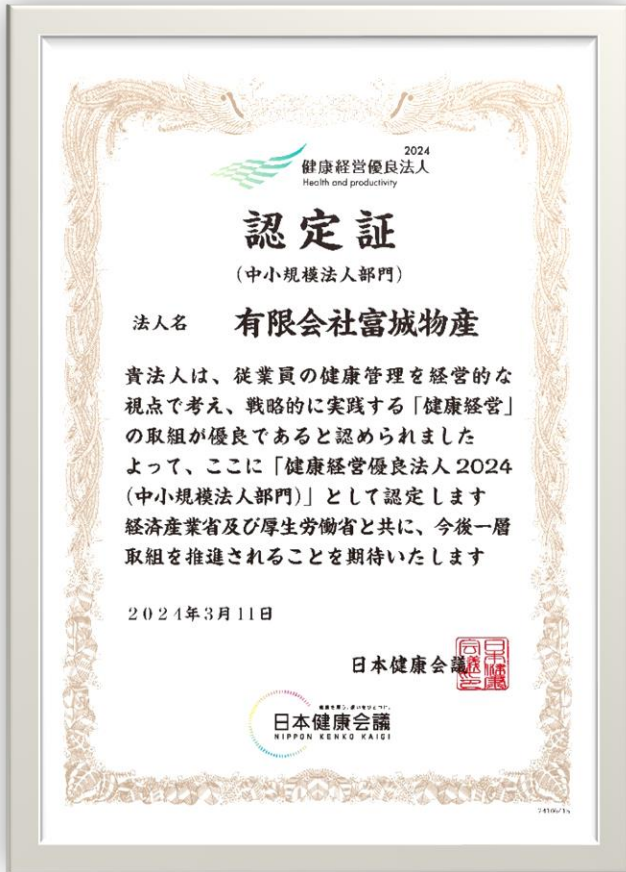 2024
健康経営優良法人
Health and productivity
認定証
(中小規模法人部門)
法人名 有限会社富城物産
貴法人は、従業員の健康管理を経営的な
視点で考え、戦略的に実践する「健康経営」
の取組が優良であると認められました
よって、ここに「健康経営優良法人2024
(中小規模法人部門)」として認定します
経済産業省及び厚生労働省と共に、今後一層
取組を推進されることを期待いたします
2024年3月11日
日本健康会議
日本健康会議
NIPPON KENKO KAIGI